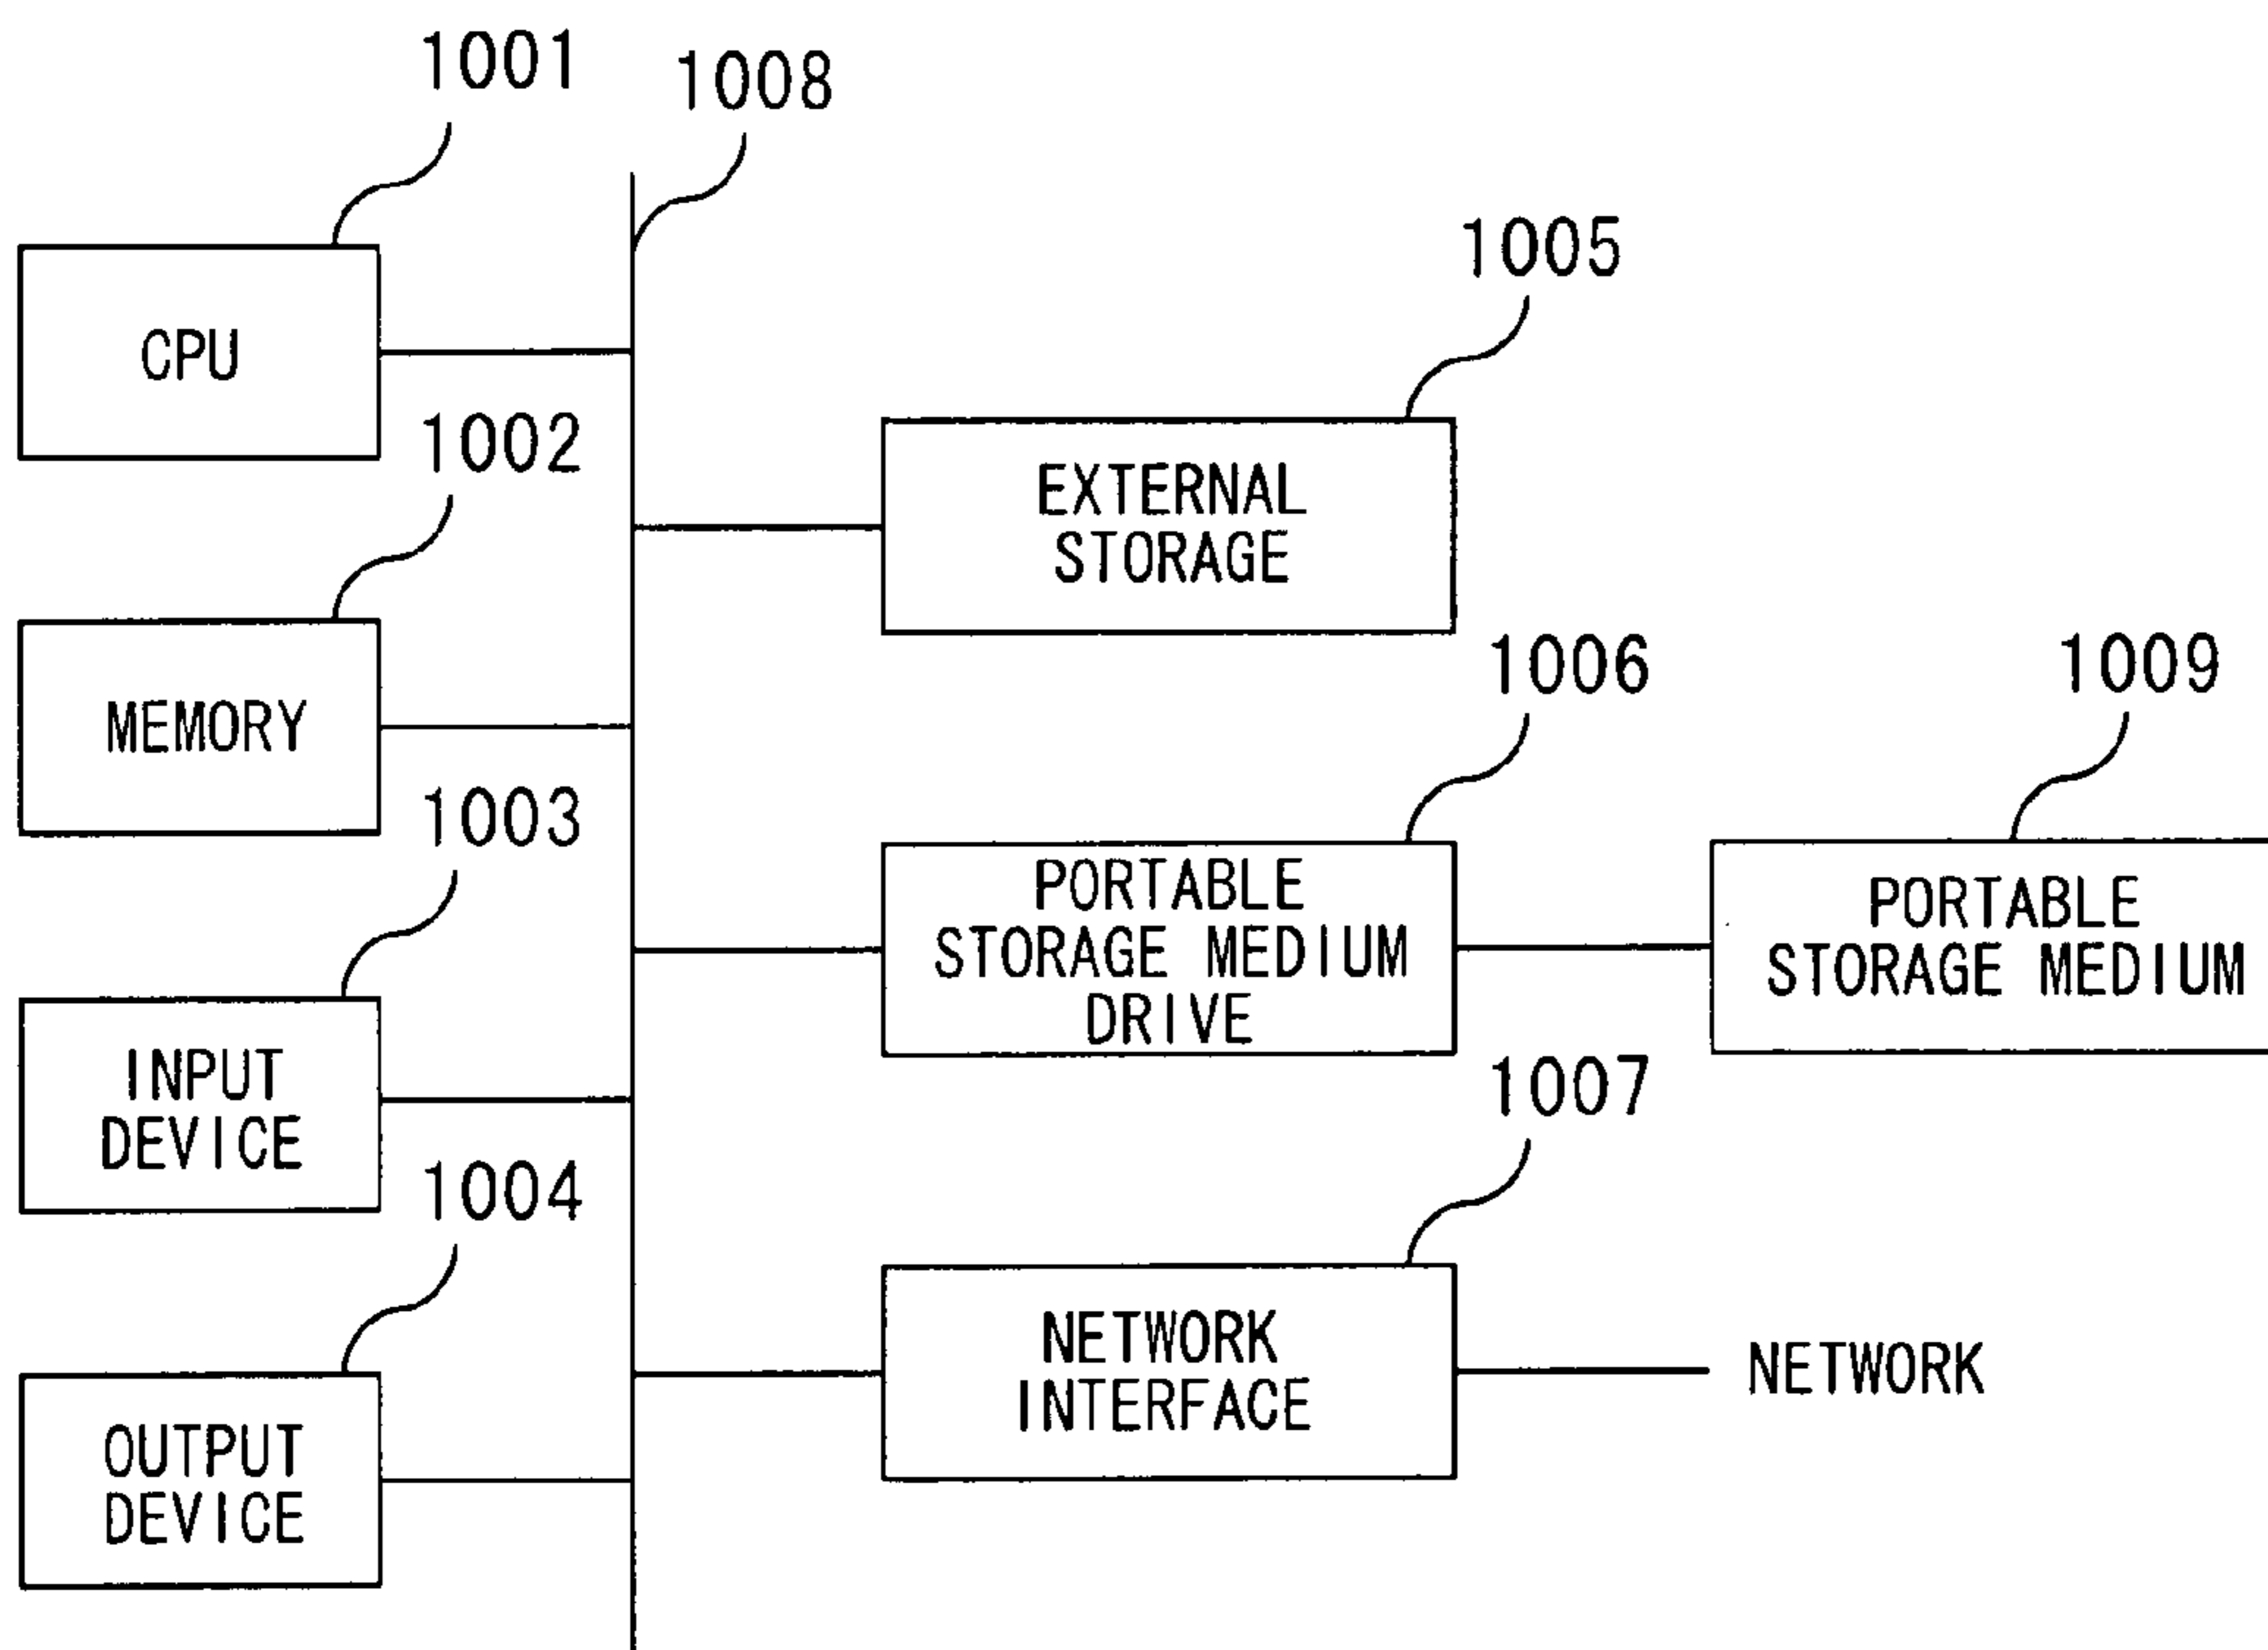 1001
1008
CPU
1005
1002
EXTERNAL
STORAGE
MEMORY
1006
1009
1003
PORTABLE
STORAGE MEDIUM
DRIVE
PORTABLE
STORAGE MEDIUM
INPUT
DEVICE
1007
1004
NETWORK
INTERFACE
NETWORK
OUTPUT
DEVICE